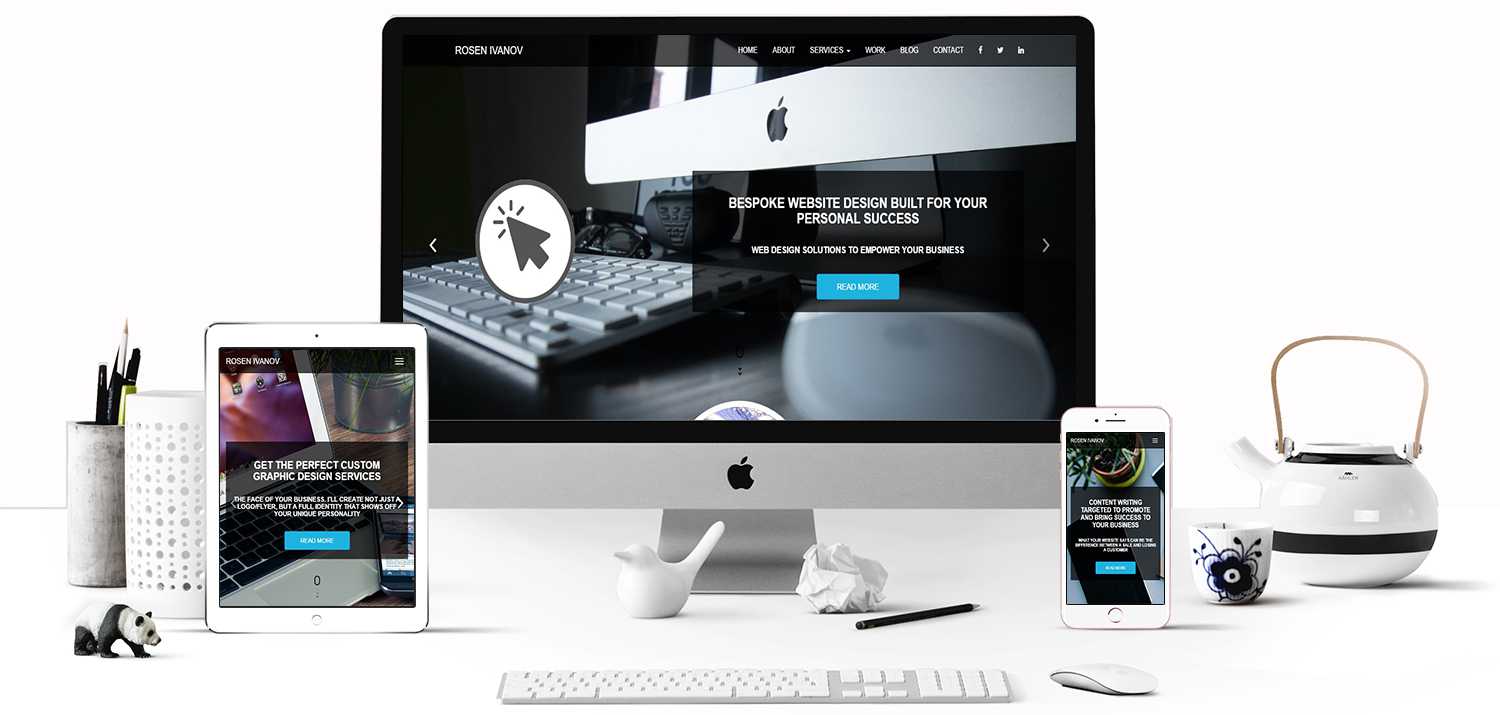 ROSEN IVANOV
HOME ABOUT SERVICES WORK BLOG CONTACT
BESPOKE WEBSITE DESIGN BUILT FOR YOUR
PERSONAL SUCCESS
WEB DESIGN SOLUTIONS TO EMPOWER YOUR BUSINESS
READ MORE
ROSEN IVANOV
GET THE PERFECT CUSTOM
GRAPHIC DESIGN SERVICES
THE FACE OF YOUR BUSINESS. I'LL CREATE NOT JUST A
LOGO/FLYER, BUT A FULL IDENTITY THAT SHOWS OFF
YOUR UNIQUE PERSONALITY
READ MORE
ROSEN IVANOV
CONTENT WRITING
TARGETED TO PROMOTE
AND BRING SUCCESS TO
YOUR BUSINESS
WHAT YOUR WEBSITE SAYS CAN BE THE
DIFFERENCE BETWEEN A SALE AND LOSING
A CUSTOMER
READ MORE